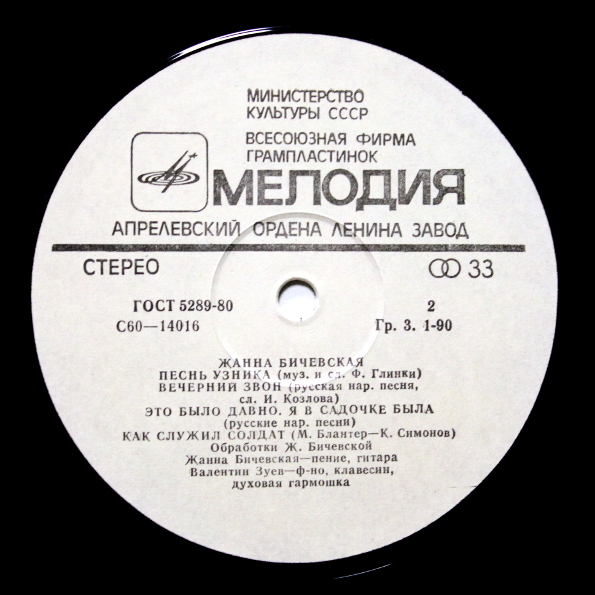 МИНИСТЕРСТВО
КУЛЬТУРЫ СССР
ВСЕСОЮЗНАЯ ФИРМА
ГРАМПЛАСТИНОК
МЕЛОДИЯ
АПРЕЛЕВСКИЙ ОРДЕНА ЛЕНИНА ЗАВОД
СТЕРЕО 33
ГОСТ 5289-80 2
С60—14016 Гр. 3. 1-90
ЖАННА БИЧЕВСКАЯ
ПЕСНЬ УЗНИКА (муз. и сл. Ф. Глинки)
ВЕЧЕРНИЙ ЗВОН (русская нар. песня,
сл. И. Козлова)
ЭТО БЫЛО ДАВНО. Я В САДОЧКЕ БЫЛА
(русские нар. песни)
КАК СЛУЖИЛ СОЛДАТ (М. Блантер—К. Симонов)
Обработки Ж. Бичевской
Жанна Бичевская—пение, гитара
Валентин Зуев—ф-но, клавесин,
духовая гармошка